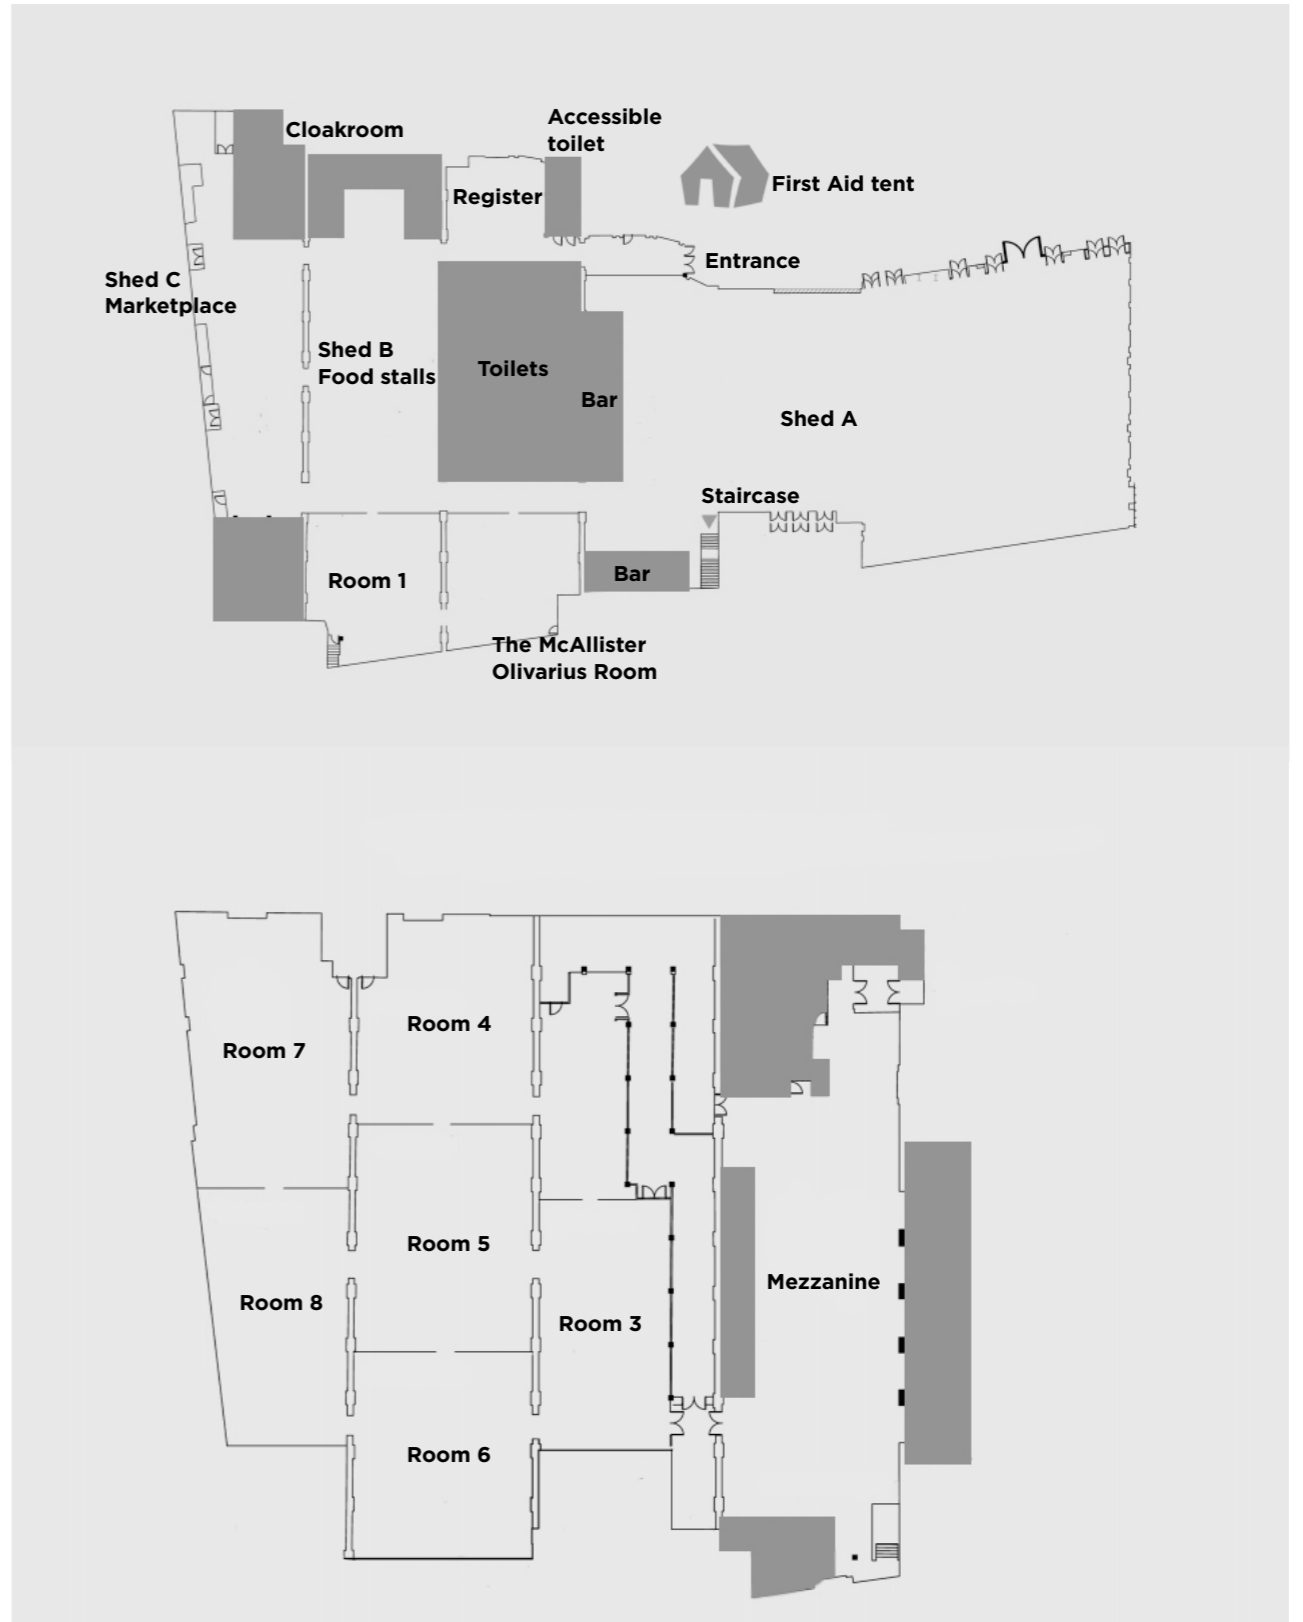 Accessible
toilet
Cloakroom
First Aid tent
Register
Entrance
Shed C
Marketplace
Shed B
Food stalls
Toilets
Bar
Shed A
Staircase
Room 1
Bar
The McAllister
Olivarius Room
Room 4
Room 7
Room 5
Mezzanine
Room 8
Room 3
Room 6